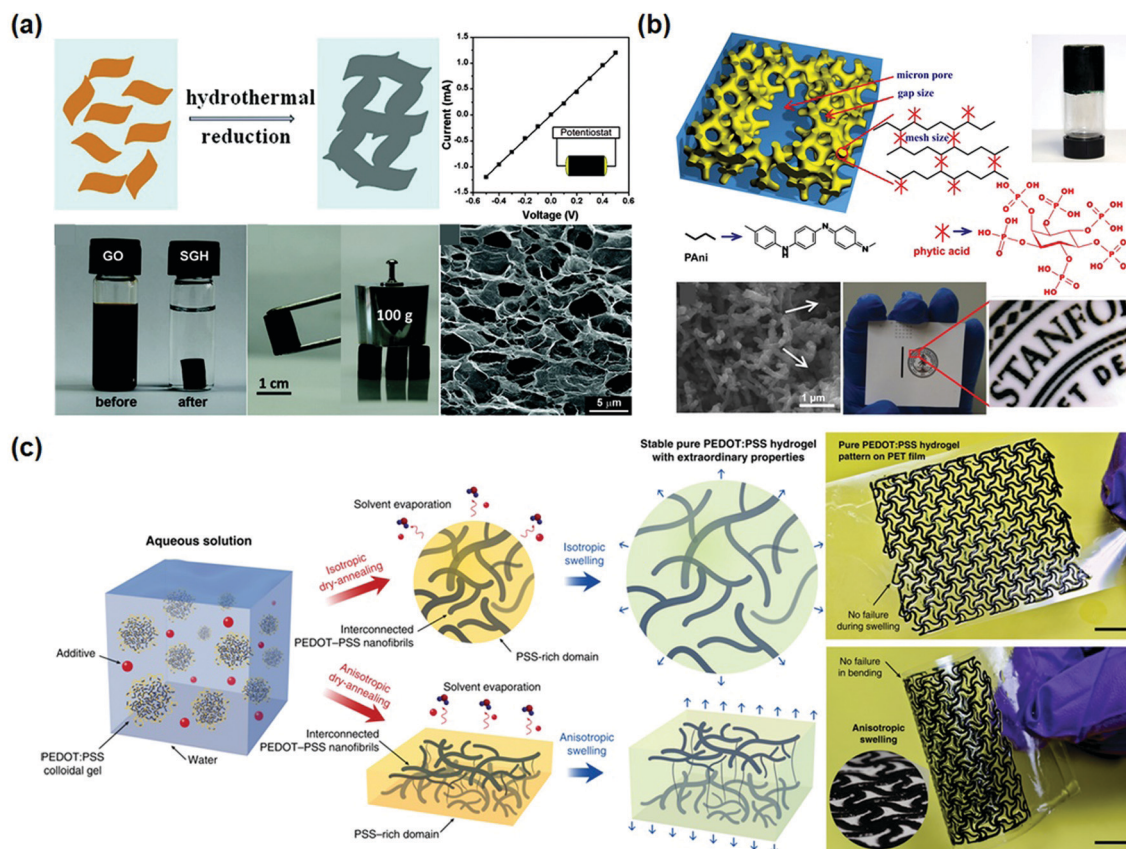 (a)
hydrothermal
reduction
Current (mA)
1.5
1.0
0.5
0.0
-0.5
-1.0
-1.5
-0.6 -0.4 -0.2 0.0 0.2 0.4 0.6
Voltage (V)
Potentiostat
GO
SGH
before
after
1 cm
100 g
5 μm
(b)
micron pore
gap size
mesh size
PAni
N
H
N
N
phytic acid
HO
OH
P
O
1 μm
STANFO
ET DE
(c)
Aqueous solution
Additive
PEDOT:PSS
colloidal gel
Water
Isotropic
dry-annealing
Anisotropic
dry-annealing
Solvent evaporation
Interconnected
PEDOT–PSS nanofibrils
PSS-rich domain
Solvent evaporation
Interconnected
PEDOT–PSS nanofibrils
PSS–rich domain
Isotropic
swelling
Anisotropic
swelling
Stable pure PEDOT:PSS hydrogel
with extraordinary properties
Pure PEDOT:PSS hydrogel
pattern on PET film
No failure
during swelling
No failure
in bending
Anisotropic
swelling